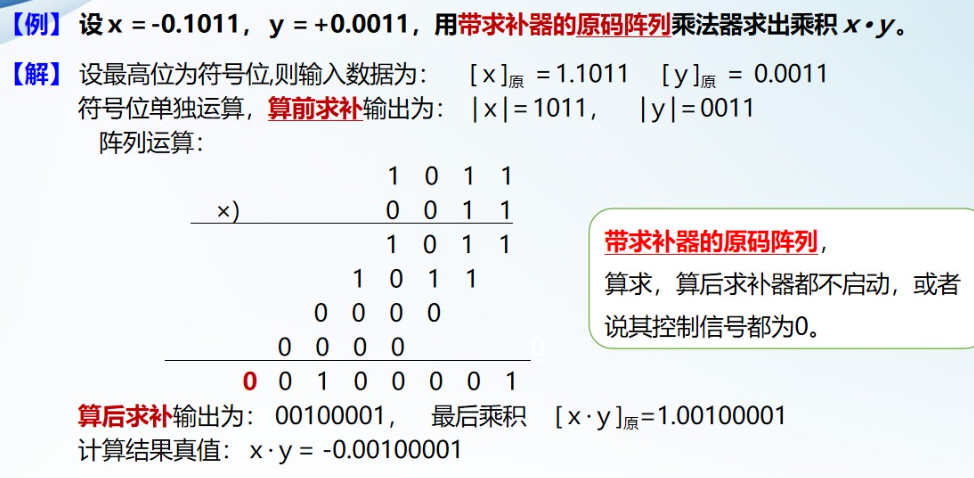 【例】设 x = -0.1011， y = +0.0011，用带求补器的原码阵列乘法器求出乘积 x • y。
【解】 设最高位为符号位,则输入数据为： [ x ]原 = 1.1011 [ y ]原 = 0.0011
符号位单独运算，算前求补输出为： |x|= 1011， |y|= 0011
阵列运算：
1 0 1 1
×) 0 0 1 1
1 0 1 1
1 0 1 1
0 0 0 0
0 0 0 0 0
0 0 1 0 0 0 0 1
算后求补输出为： 00100001， 最后乘积 [ x · y ]原=1.00100001
计算结果真值： x · y = -0.00100001
带求补器的原码阵列，
算求，算后求补器都不启动，或者
说其控制信号都为0。